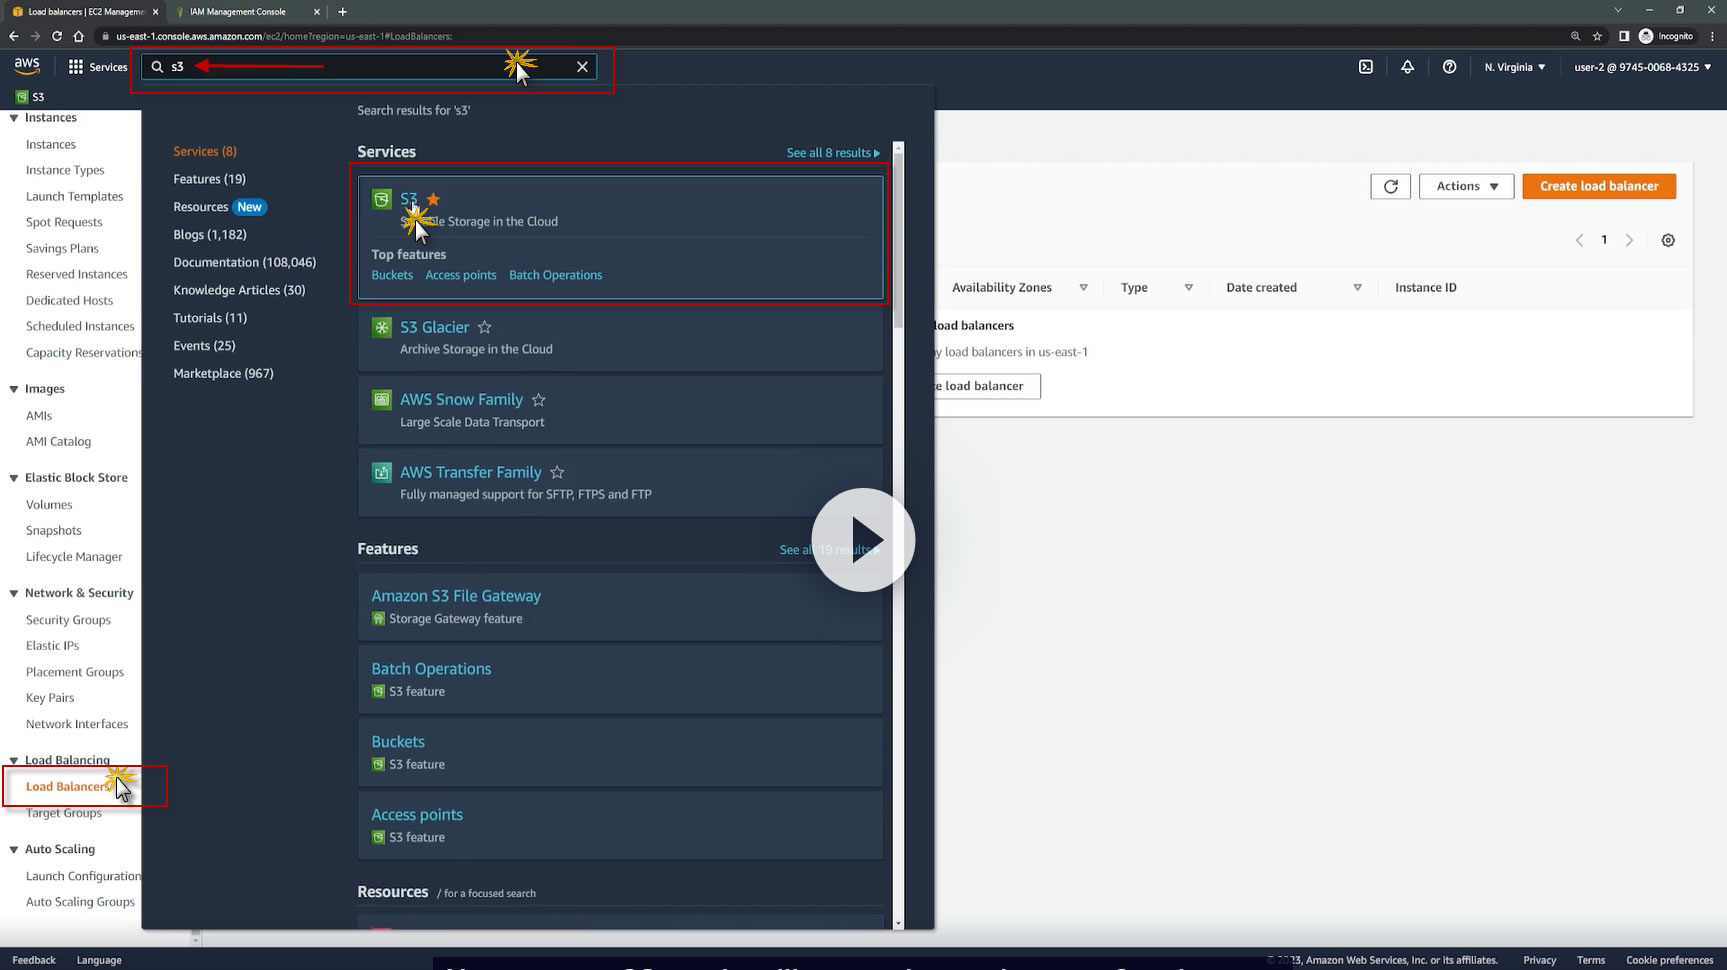 Load balancers | EC2 Manageme
IAM Management Console
us-east-1.console.aws.amazon.com/ec2/home?region=us-east-1#LoadBalancers:
Incognito
aws
Services
s3
N. Virginia
user-2 @ 9745-0068-4325
S3
Instances
Instances
Instance Types
Launch Templates
Spot Requests
Savings Plans
Reserved Instances
Dedicated Hosts
Scheduled Instances
Capacity Reservations
Images
AMIs
AMI Catalog
Elastic Block Store
Volumes
Snapshots
Lifecycle Manager
Network & Security
Security Groups
Elastic IPs
Placement Groups
Key Pairs
Network Interfaces
Load Balancing
Load Balancers
Target Groups
Auto Scaling
Launch Configuration
Auto Scaling Groups
Search results for 's3'
Services (8)
Features (19)
Resources New
Blogs (1,182)
Documentation (108,046)
Knowledge Articles (30)
Tutorials (11)
Events (25)
Marketplace (967)
Services
See all 8 results
S3
Storage in the Cloud
Top features
Buckets Access points Batch Operations
S3 Glacier
Archive Storage in the Cloud
AWS Snow Family
Large Scale Data Transport
AWS Transfer Family
Fully managed support for SFTP, FTPS and FTP
Features
See all 19 results
Amazon S3 File Gateway
Storage Gateway feature
Batch Operations
S3 feature
Buckets
S3 feature
Access points
S3 feature
Resources / for a focused search
Actions
Create load balancer
1
Availability Zones
Type
Date created
Instance ID
load balancers
load balancers in us-east-1
load balancer
Feedback
Language
© 2023, Amazon Web Services, Inc. or its affiliates.
Privacy
Terms
Cookie preferences